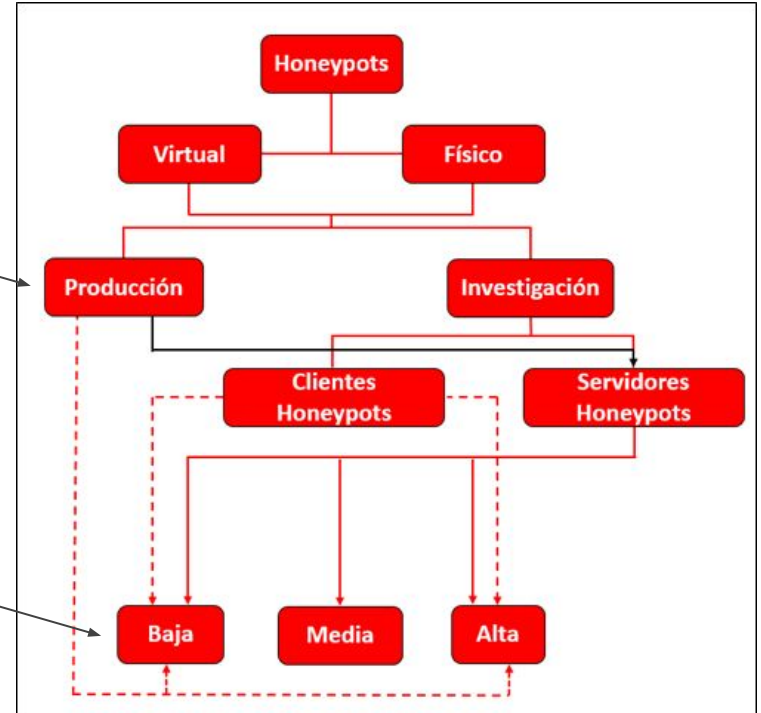 Honeypots
Virtual
Físico
Producción
Investigación
Clientes
Honeypots
Servidores
Honeypots
Baja
Media
Alta